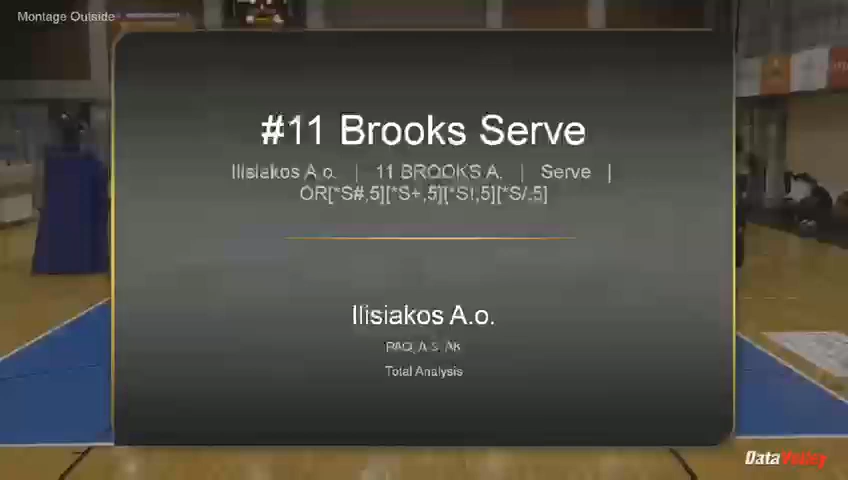 Montage Outside
#11 Brooks Serve
Ilisiakos A.o. | 11 BROOKS A. | Serve |
OR[*S#,5][*S+,5][*S!,5][*S/,5]
Ilisiakos A.o.
Total Analysis
DataVolley